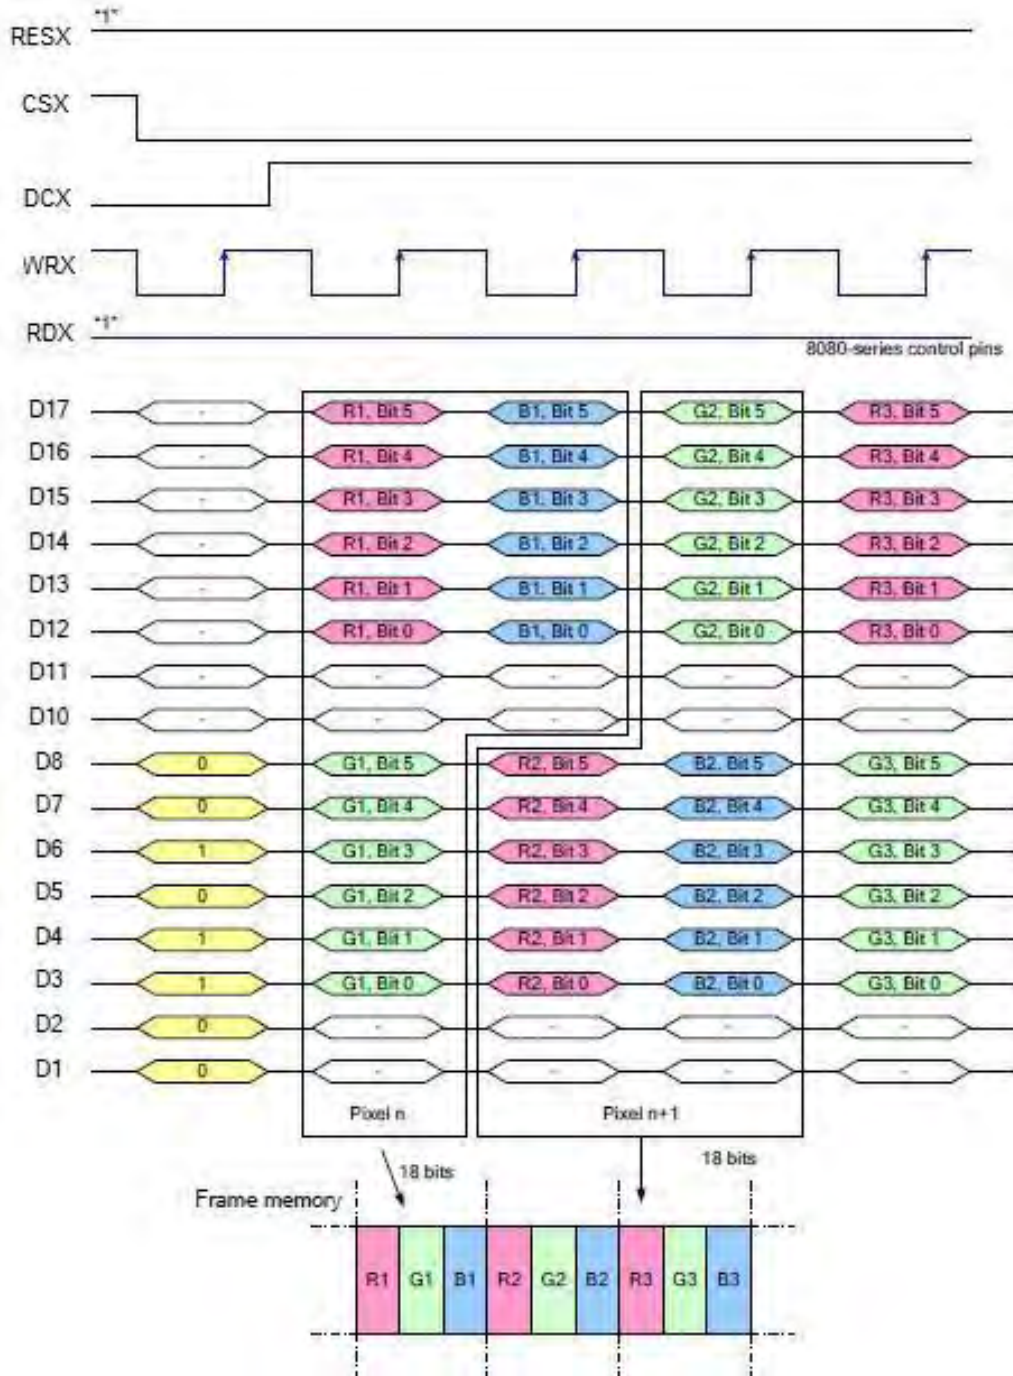 RESX "1"
CSX
DCX
WRX
RDX "1"
8080-series control pins
D17 - R1, Bit 5 B1, Bit 5 G2, Bit 5 R3, Bit 5
D16 - R1, Bit 4 B1, Bit 4 G2, Bit 4 R3, Bit 4
D15 - R1, Bit 3 B1, Bit 3 G2, Bit 3 R3, Bit 3
D14 - R1, Bit 2 B1, Bit 2 G2, Bit 2 R3, Bit 2
D13 - R1, Bit 1 B1, Bit 1 G2, Bit 1 R3, Bit 1
D12 - R1, Bit 0 B1, Bit 0 G2, Bit 0 R3, Bit 0
D11 - - - - -
D10 - - - - -
D8 0 G1, Bit 5 R2, Bit 5 B2, Bit 5 G3, Bit 5
D7 0 G1, Bit 4 R2, Bit 4 B2, Bit 4 G3, Bit 4
D6 1 G1, Bit 3 R2, Bit 3 B2, Bit 3 G3, Bit 3
D5 0 G1, Bit 2 R2, Bit 2 B2, Bit 2 G3, Bit 2
D4 1 G1, Bit 1 R2, Bit 1 B2, Bit 1 G3, Bit 1
D3 1 G1, Bit 0 R2, Bit 0 B2, Bit 0 G3, Bit 0
D2 0 - - - -
D1 0 - - - -
Pixel n Pixel n+1
18 bits 18 bits
Frame memory
R1 G1 B1 R2 G2 B2 R3 G3 B3